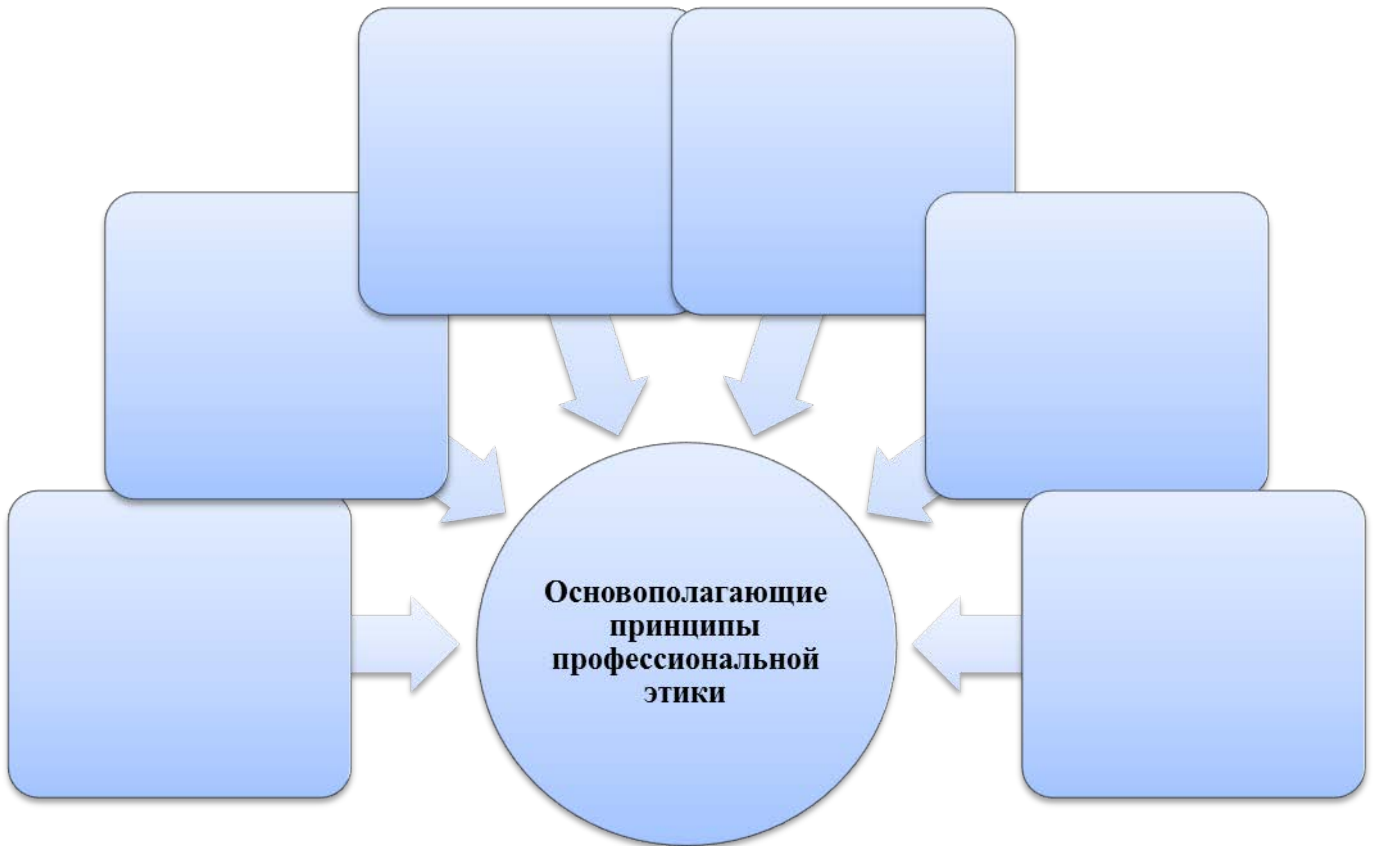 Основополагающие
принципы
профессиональной
этики